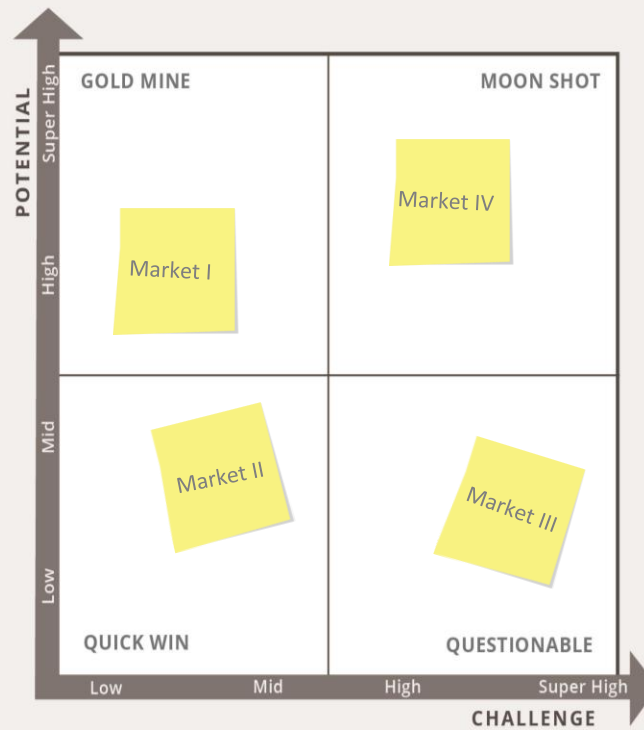 POTENTIAL
Super High
High
Mid
Low
GOLD MINE
MOON SHOT
Market IV
Market I
Market II
Market III
QUICK WIN
QUESTIONABLE
Low
Mid
High
Super High
CHALLENGE